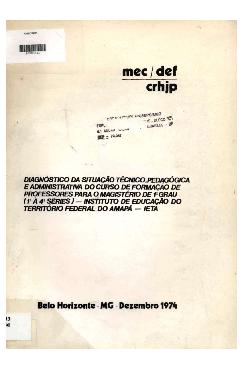 mec/def
crhjp
DIAGNÓSTICO DA SITUAÇÃO TÉCNICO-PEDAGÓGICA
E ADMINISTRATIVA DO CURSO DE FORMAÇÃO DE
PROFESSORES PARA O MAGISTÉRIO DE 1º GRAU
(1ª À 4ª SÉRIES) — INSTITUTO DE EDUCAÇÃO DO
TERRITÓRIO FEDERAL DO AMAPÁ — IETA
Belo Horizonte - MG - Dezembro 1974